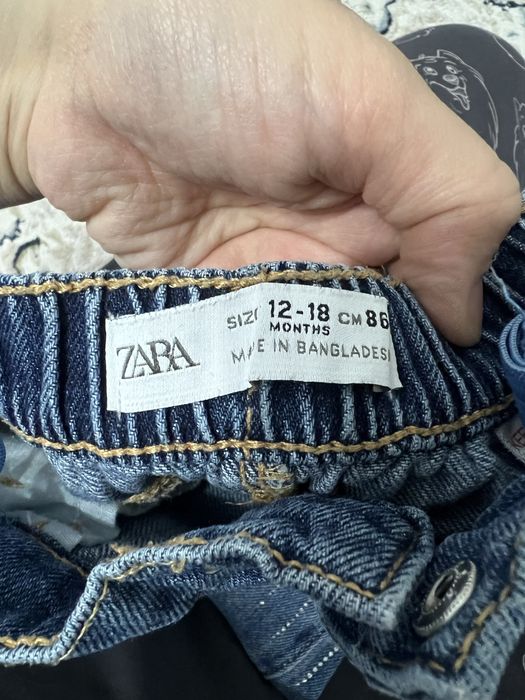 ZARA
SIZE 12-18 CM 86
MONTHS
MADE IN BANGLADESH